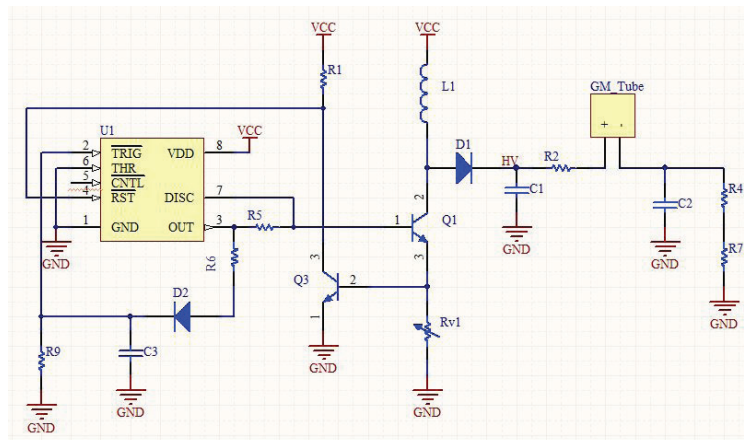 VCC
VCC
R1
L1
GM_Tube
+ -
U1
VCC
2 TRIG VDD 8
6 THR
5 CNTL
4 RST DISC 7
1 GND OUT 3
D1
HV
R2
C1
2
1
Q1
3
R5
R4
C2
R7
GND
GND
GND
GND
R6
D2
3
Q3
2
1
Rv1
R9
C3
GND
GND
GND
GND